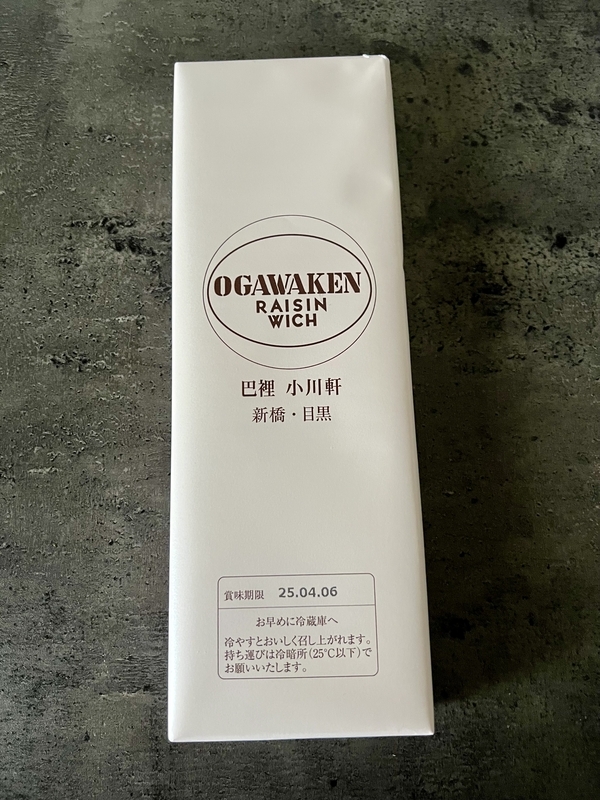 OGAWAKEN
RAISIN
WICH
巴裡 小川軒
新橋・目黒
賞味期限 25.04.06
お早めに冷蔵庫へ
冷やすとおいしく召し上がれます。
持ち運びは冷暗所(25℃以下)で
お願いいたします。